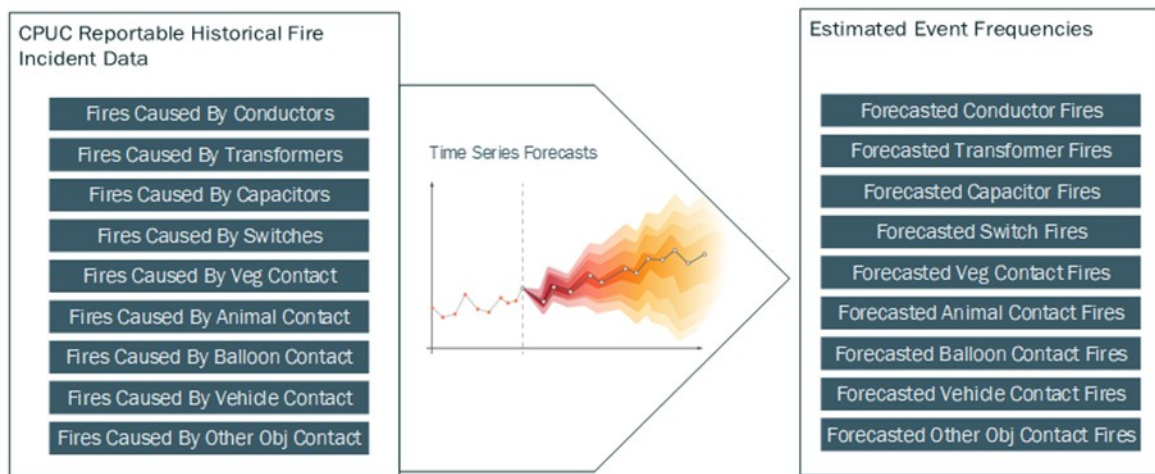 CPUC Reportable Historical Fire
Incident Data
Fires Caused By Conductors
Fires Caused By Transformers
Fires Caused By Capacitors
Fires Caused By Switches
Fires Caused By Veg Contact
Fires Caused By Animal Contact
Fires Caused By Balloon Contact
Fires Caused By Vehicle Contact
Fires Caused By Other Obj Contact
Time Series Forecasts
Estimated Event Frequencies
Forecasted Conductor Fires
Forecasted Transformer Fires
Forecasted Capacitor Fires
Forecasted Switch Fires
Forecasted Veg Contact Fires
Forecasted Animal Contact Fires
Forecasted Balloon Contact Fires
Forecasted Vehicle Contact Fires
Forecasted Other Obj Contact Fires